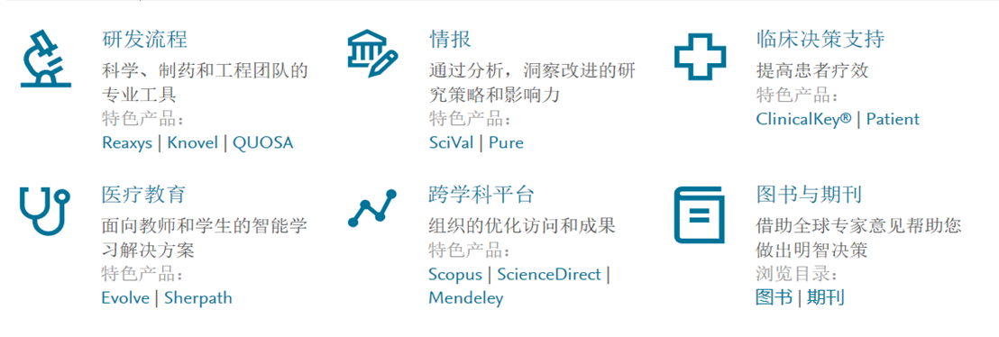 研发流程
科学、制药和工程团队的
专业工具
特色产品：
Reaxys | Knovel | QUOSA
情报
通过分析，洞察改进的研
究策略和影响力
特色产品：
SciVal | Pure
临床决策支持
提高患者疗效
特色产品：
ClinicalKey® | Patient
医疗教育
面向教师和学生的智能学
习解决方案
特色产品：
Evolve | Sherpath
跨学科平台
组织的优化访问和成果
特色产品：
Scopus | ScienceDirect |
Mendeley
图书与期刊
借助全球专家意见帮助您
做出明智决策
浏览目录：
图书 | 期刊